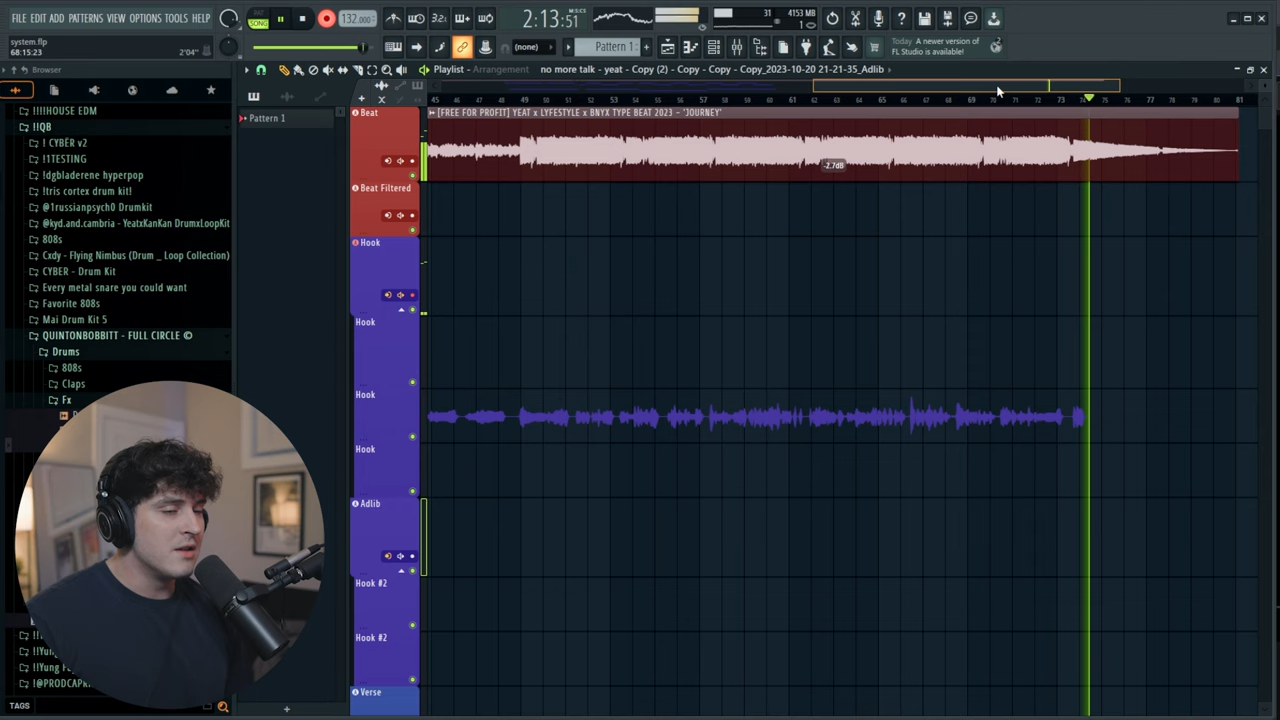 FILE EDIT ADD PATTERNS VIEW OPTIONS TOOLS HELP
PAT
SONG
132.000
3.2:
2:13:51
M:S:CS
31
4153 MB
1
system.flp
68:15:23
2'04"
(none)
Pattern 1
Today A newer version of
FL Studio is available!
Browser
Playlist - Arrangement
no more talk - yeat - Copy (2) - Copy - Copy - Copy_2023-10-20 21-21-35_Adlib
!!!!HOUSE EDM
!!QB
! CYBER v2
!1TESTING
!dgbladerene hyperpop
!tris cortex drum kit!
@1russianpsych0 Drumkit
@kyd.and.cambria - YeatxKanKan DrumxLoopKit
808s
Cxdy - Flying Nimbus (Drum _ Loop Collection)
CYBER - Drum Kit
Every metal snare you could want
Favorite 808s
Mai Drum Kit 5
QUINTONBOBBITT - FULL CIRCLE ©
Drums
808s
Claps
Fx
!!Yung
!@PRODCAPR
TAGS
Pattern 1
45 46 47 48 49 50 51 52 53 54 55 56 57 58 59 60 61 62 63 64 65 66 67 68 69 70 71 72 73 75 76 77 78 79 80 81
Beat
[FREE FOR PROFIT] YEAT x LYFESTYLE x BNYX TYPE BEAT 2023 - 'JOURNEY'
-2.7dB
Beat Filtered
Hook
Hook
Hook
Hook
Adlib
Hook #2
Hook #2
Verse